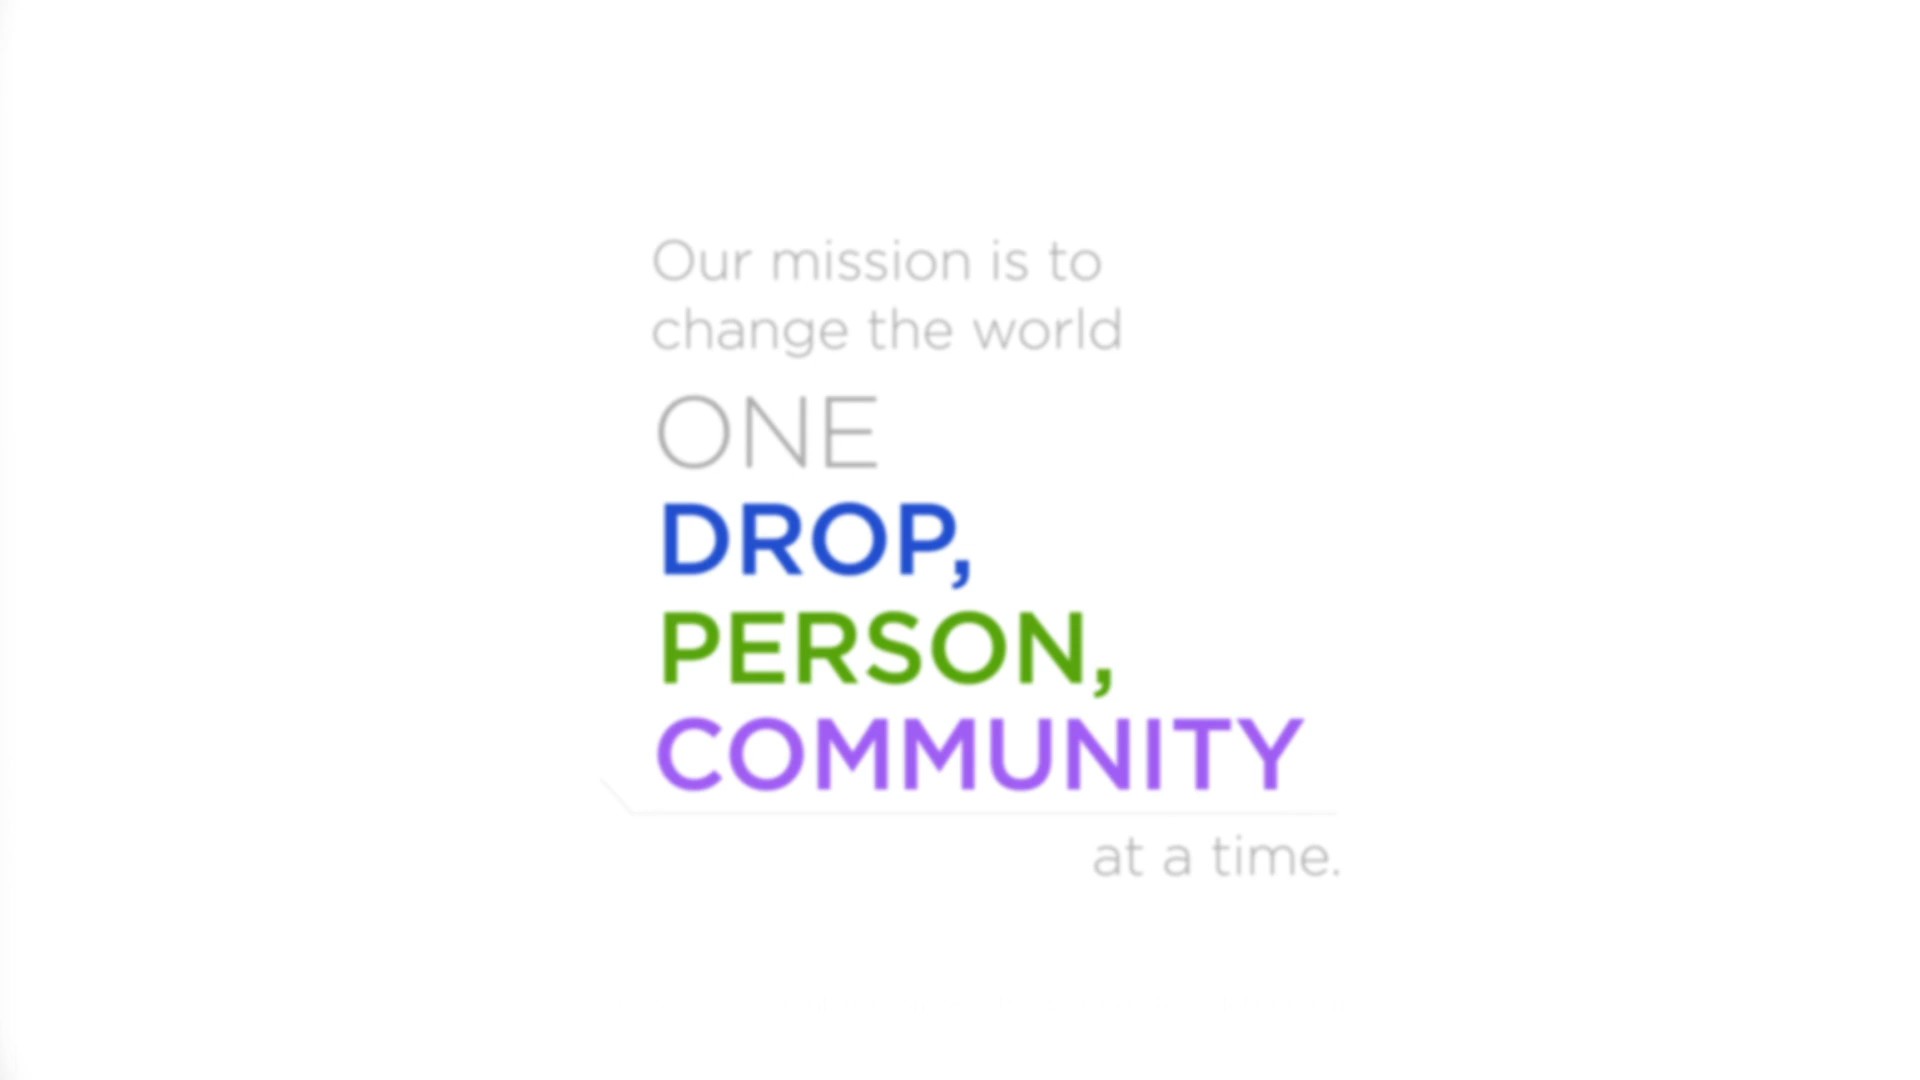 Our mission is to
change the world
ONE
DROP,
PERSON,
COMMUNITY
at a time.